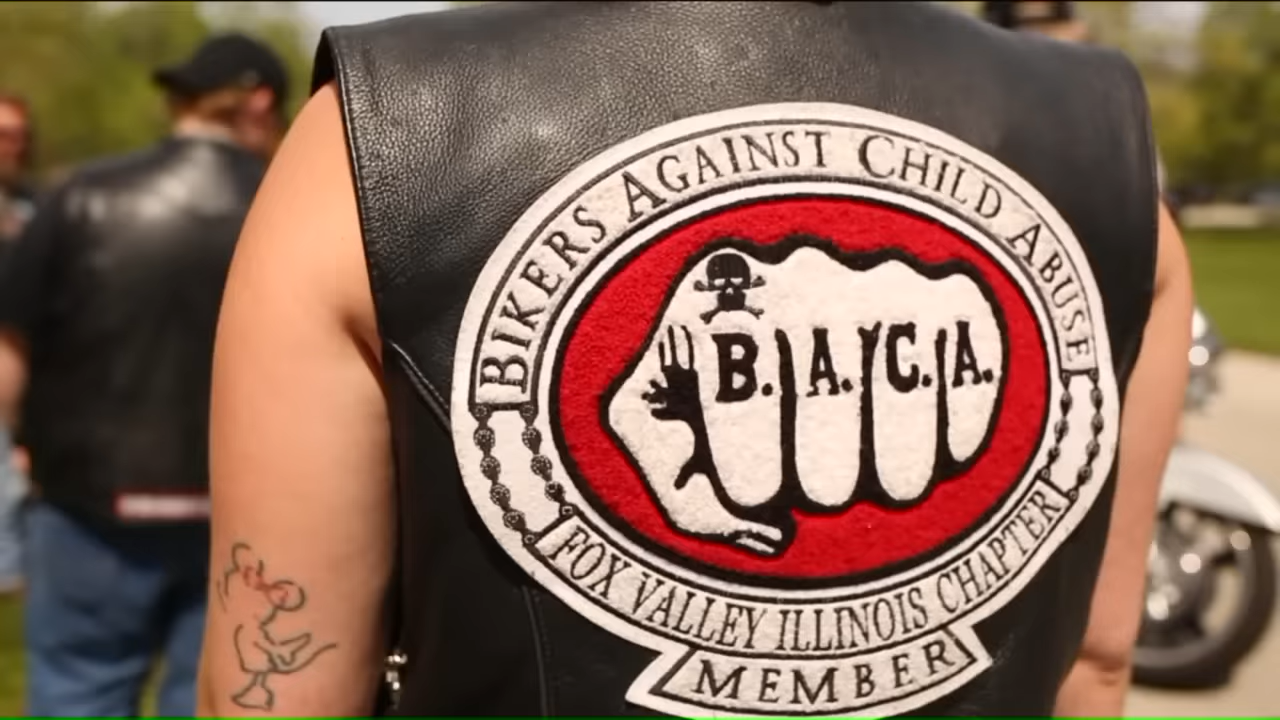 BIKERS AGAINST CHILD ABUSE
B. A. C. A.
FOX VALLEY ILLINOIS CHAPTER
MEMBER